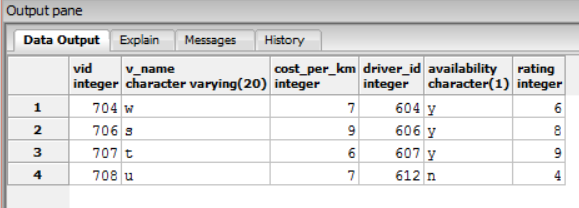 Output pane
Data Output Explain Messages History
vid v_name cost_per_km driver_id availability rating
integer character varying(20) integer integer character(1) integer
1 704 w 7 604 y 6
2 706 s 9 606 y 8
3 707 t 6 607 y 9
4 708 u 7 612 n 4